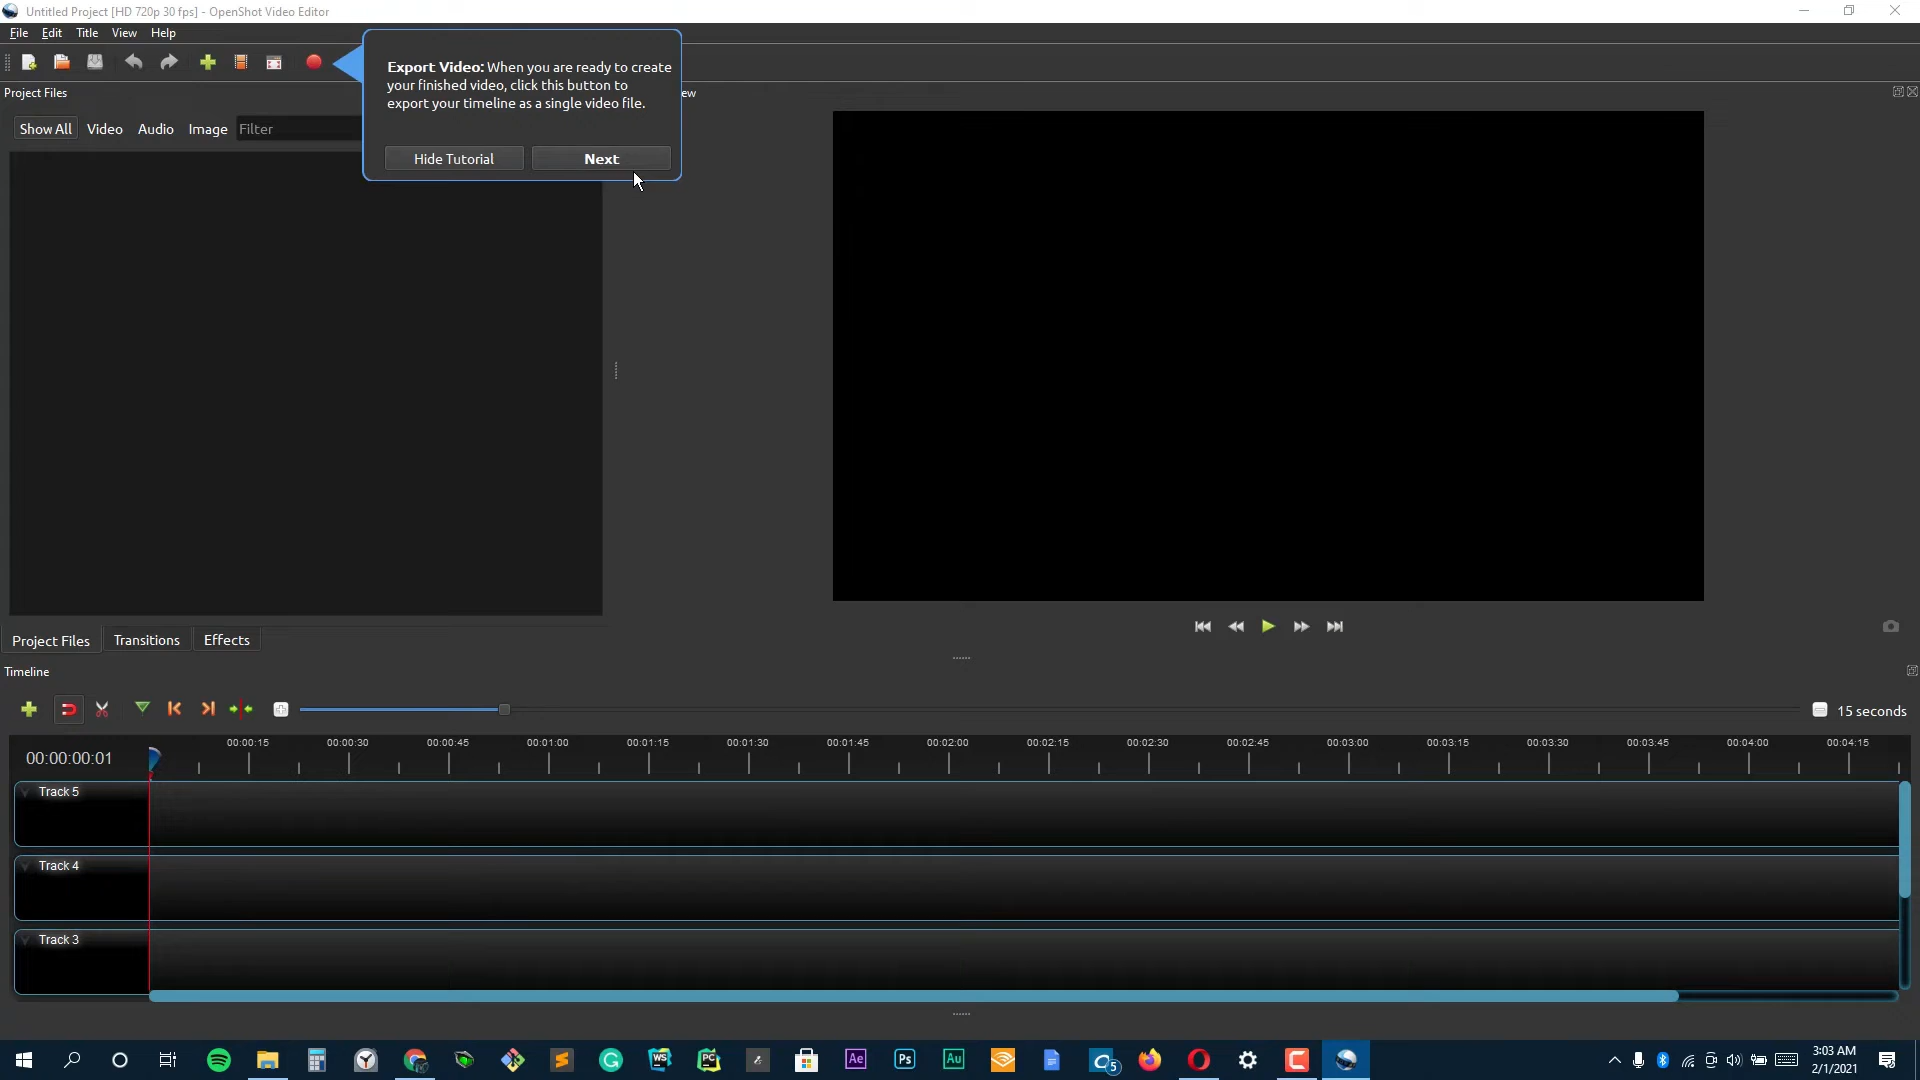 Untitled Project [HD 720p 30 fps] - OpenShot Video Editor
File Edit Title View Help
Export Video: When you are ready to create
your finished video, click this button to
export your timeline as a single video file.
Hide Tutorial Next
Project Files
ew
Show All Video Audio Image Filter
Project Files Transitions Effects
Timeline
15 seconds
00:00:00:01
00:00:15 00:00:30 00:00:45 00:01:00 00:01:15 00:01:30 00:01:45 00:02:00 00:02:15 00:02:30 00:02:45 00:03:00 00:03:15 00:03:30 00:03:45 00:04:00 00:04:15
Track 5
Track 4
Track 3
WS PC Ae Ps Au 5
3:03 AM
2/1/2021